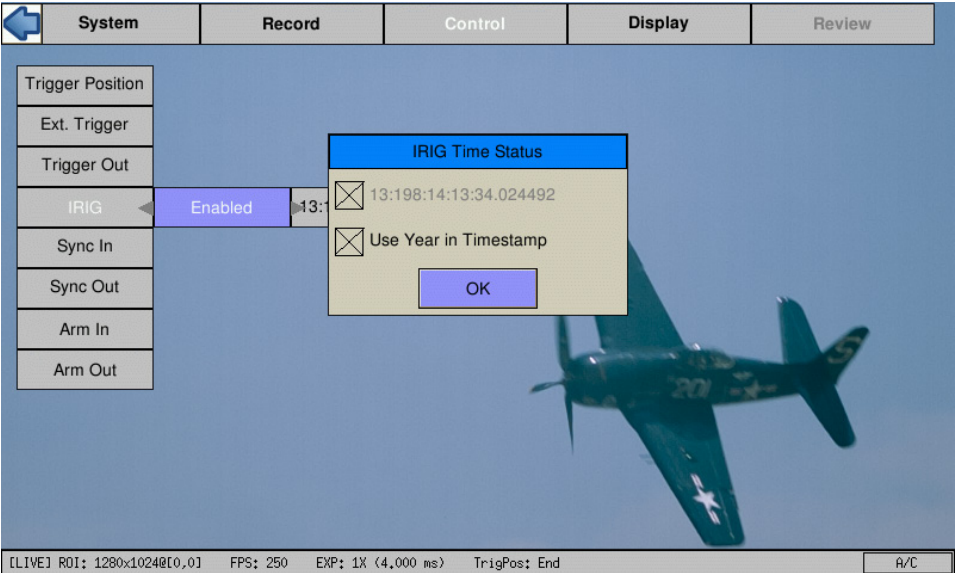 System Record Control Display Review
Trigger Position
Ext. Trigger
Trigger Out
IRIG Enabled 13:1
Sync In
Sync Out
Arm In
Arm Out
IRIG Time Status
13:198:14:13:34.024492
Use Year in Timestamp
OK
201
[LIVE] ROI: 1280x1024@[0,0] FPS: 250 EXP: 1X (4.000 ms) TrigPos: End A/C